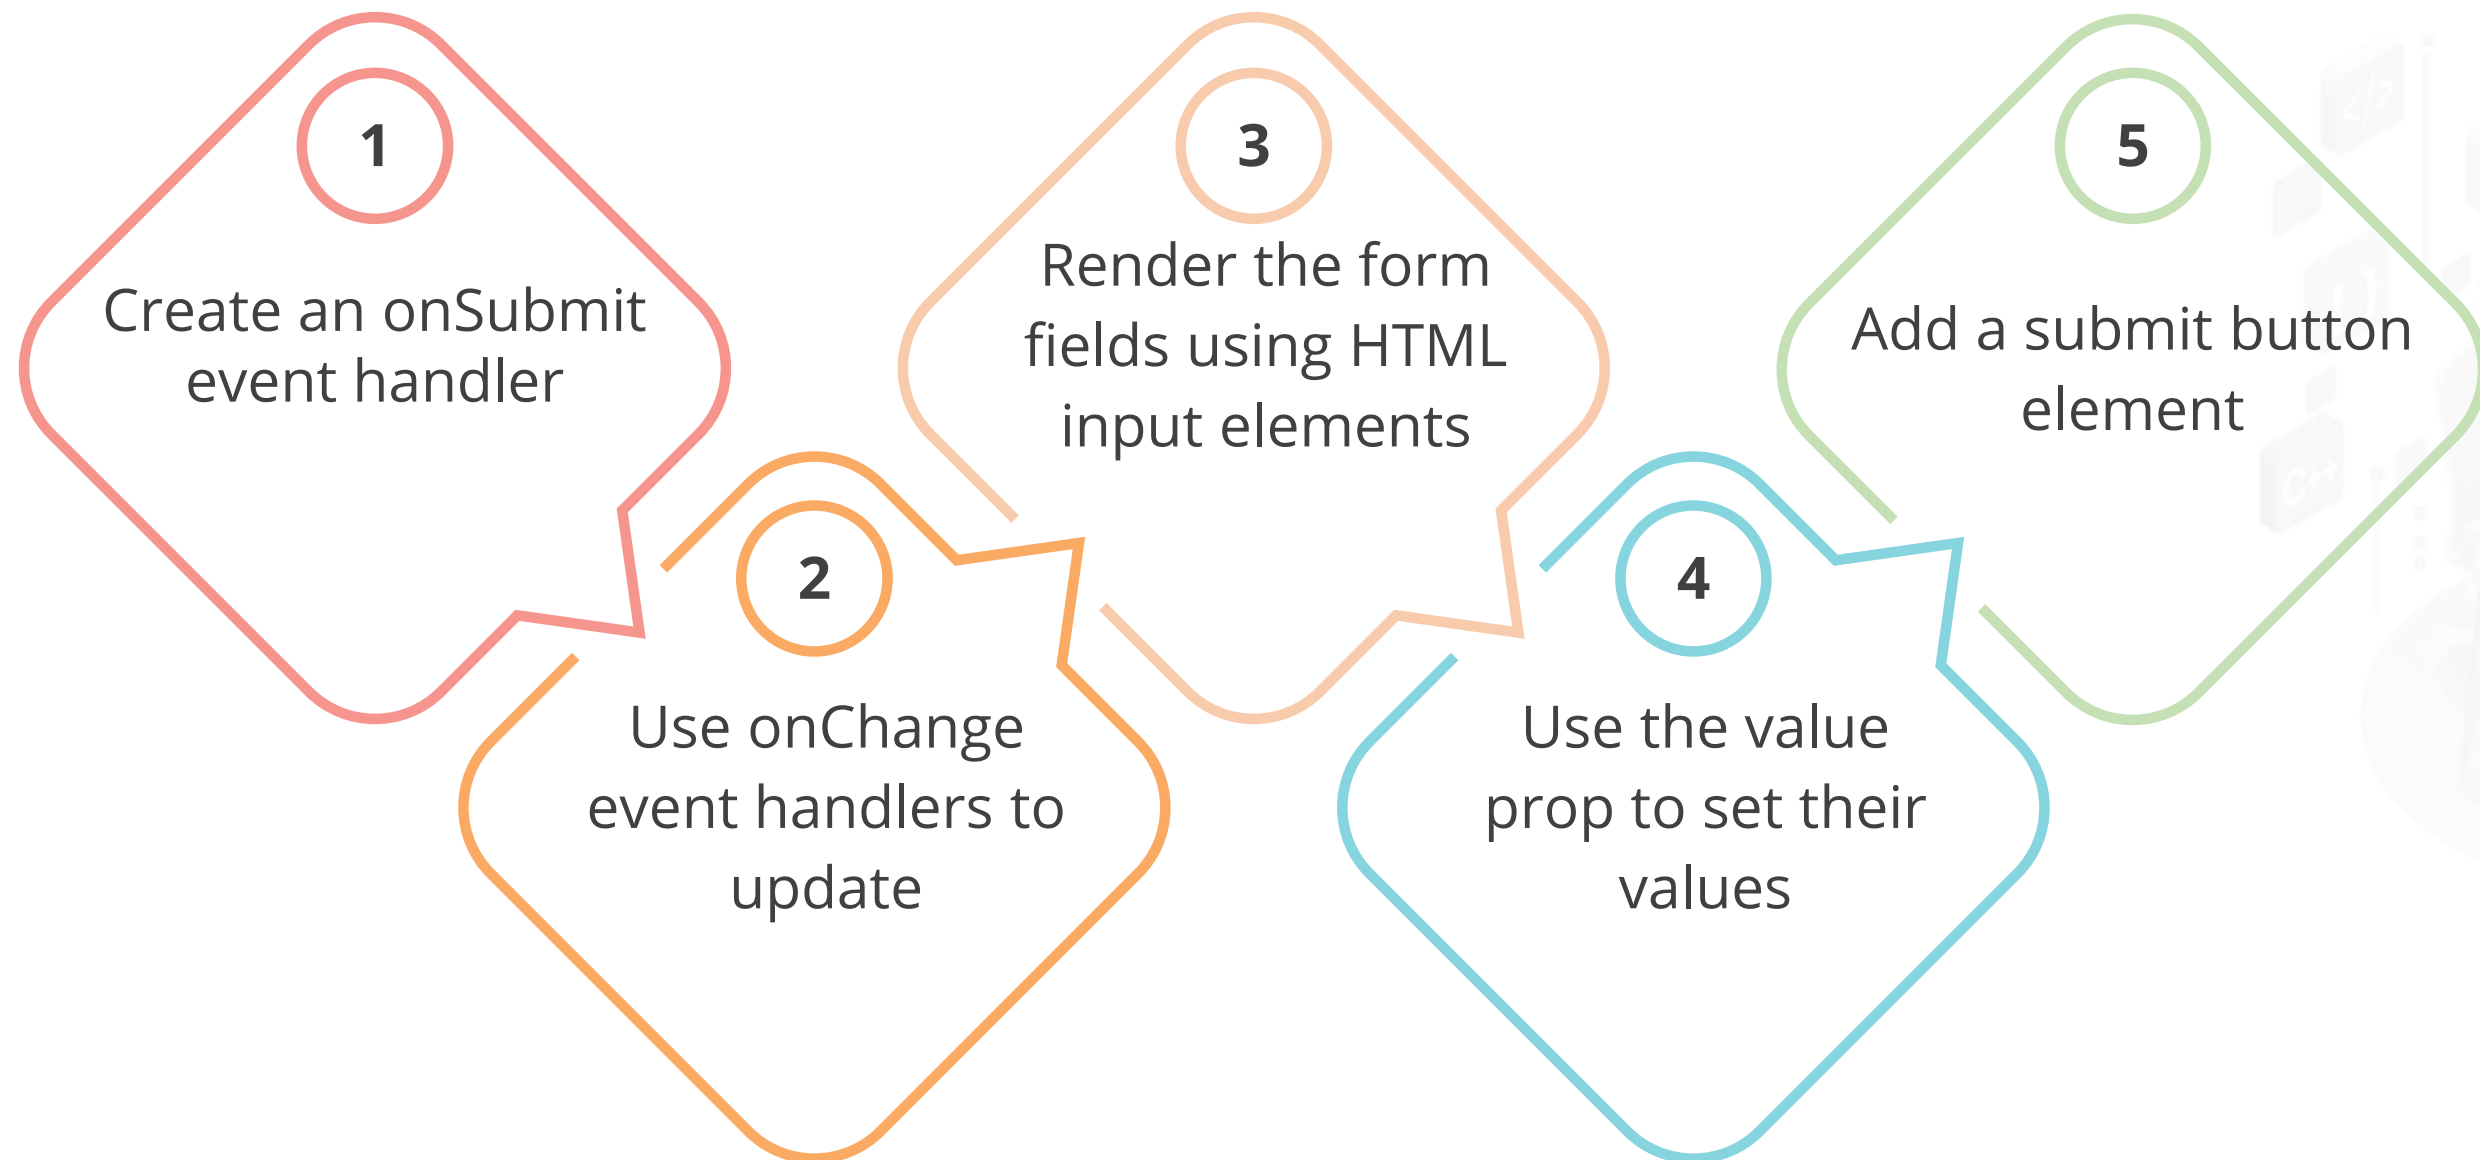 1
Create an onSubmit
event handler
2
Use onChange
event handlers to
update
3
Render the form
fields using HTML
input elements
4
Use the value
prop to set their
values
5
Add a submit button
element
</>
{ }
C++